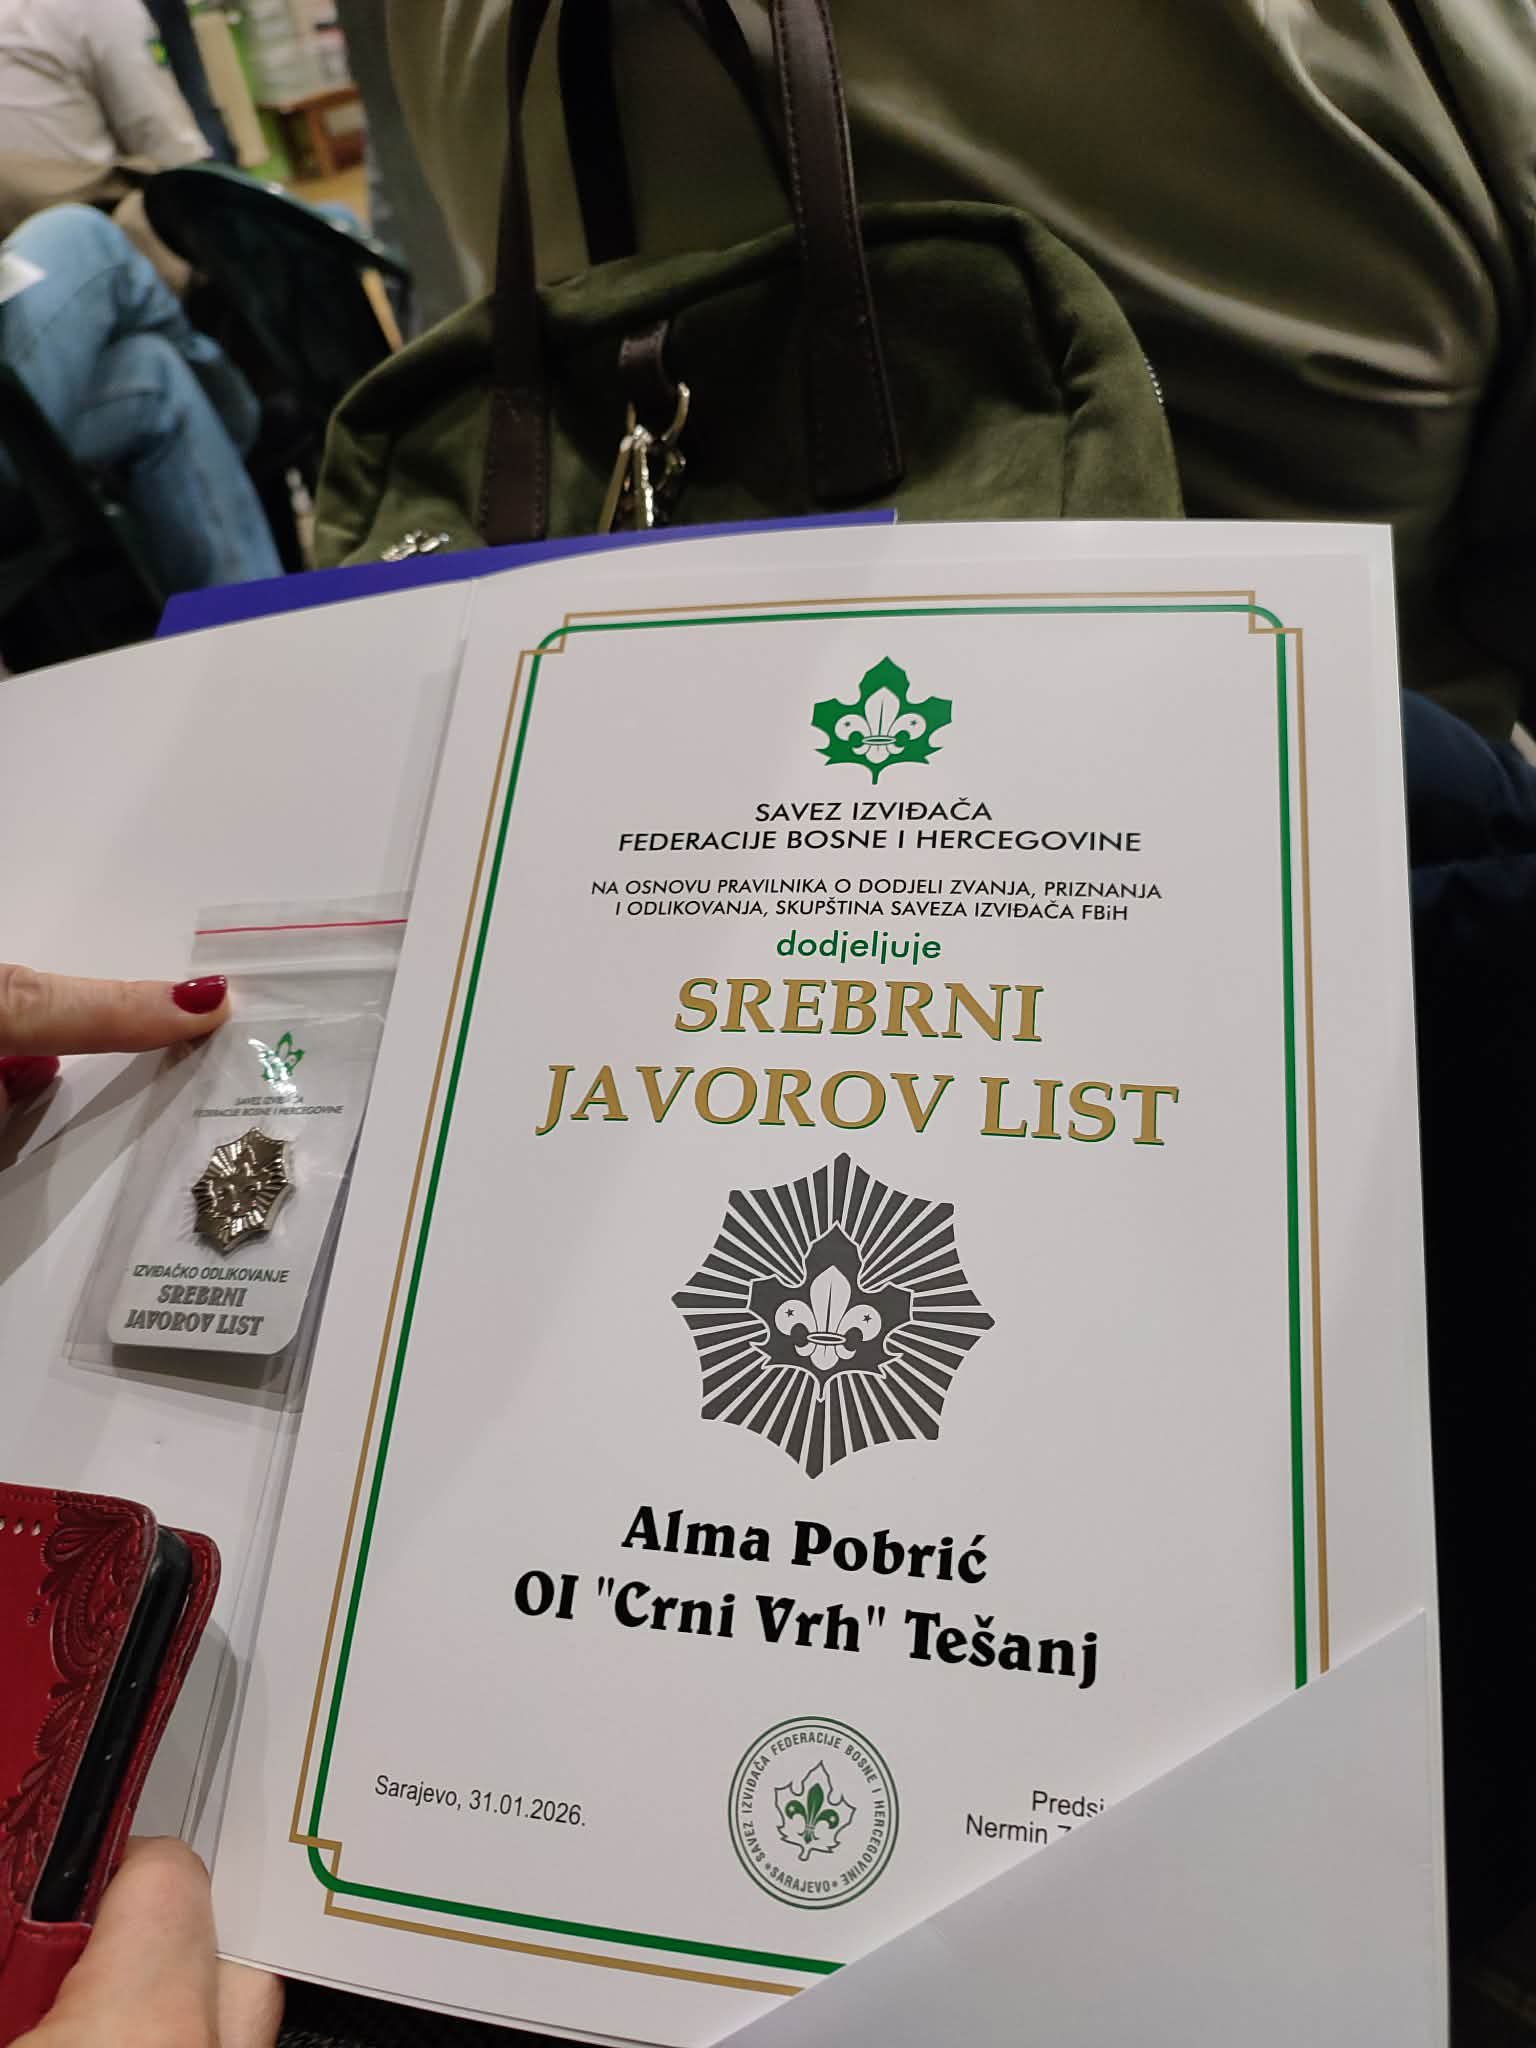 SAVEZ IZVIĐAČA
FEDERACIJE BOSNE I HERCEGOVINE
NA OSNOVU PRAVILNIKA O DODJELI ZVANJA, PRIZNANJA
I ODLIKOVANJA, SKUPŠTINA SAVEZA IZVIĐAČA FBiH
dodjeljuje
SREBRNI
JAVOROV LIST
Alma Pobrić
OI "Crni Vrh" Tešanj
Sarajevo, 31.01.2026.
SAVEZ IZVIĐAČA FEDERACIJE BOSNE I HERCEGOVINE
SARAJEVO
Nermin
SAVEZ IZVIĐAČA
FEDERACIJE BOSNE I HERCEGOVINE
IZVIĐAČKO ODLIKOVANJE
SREBRNI
JAVOROV LIST